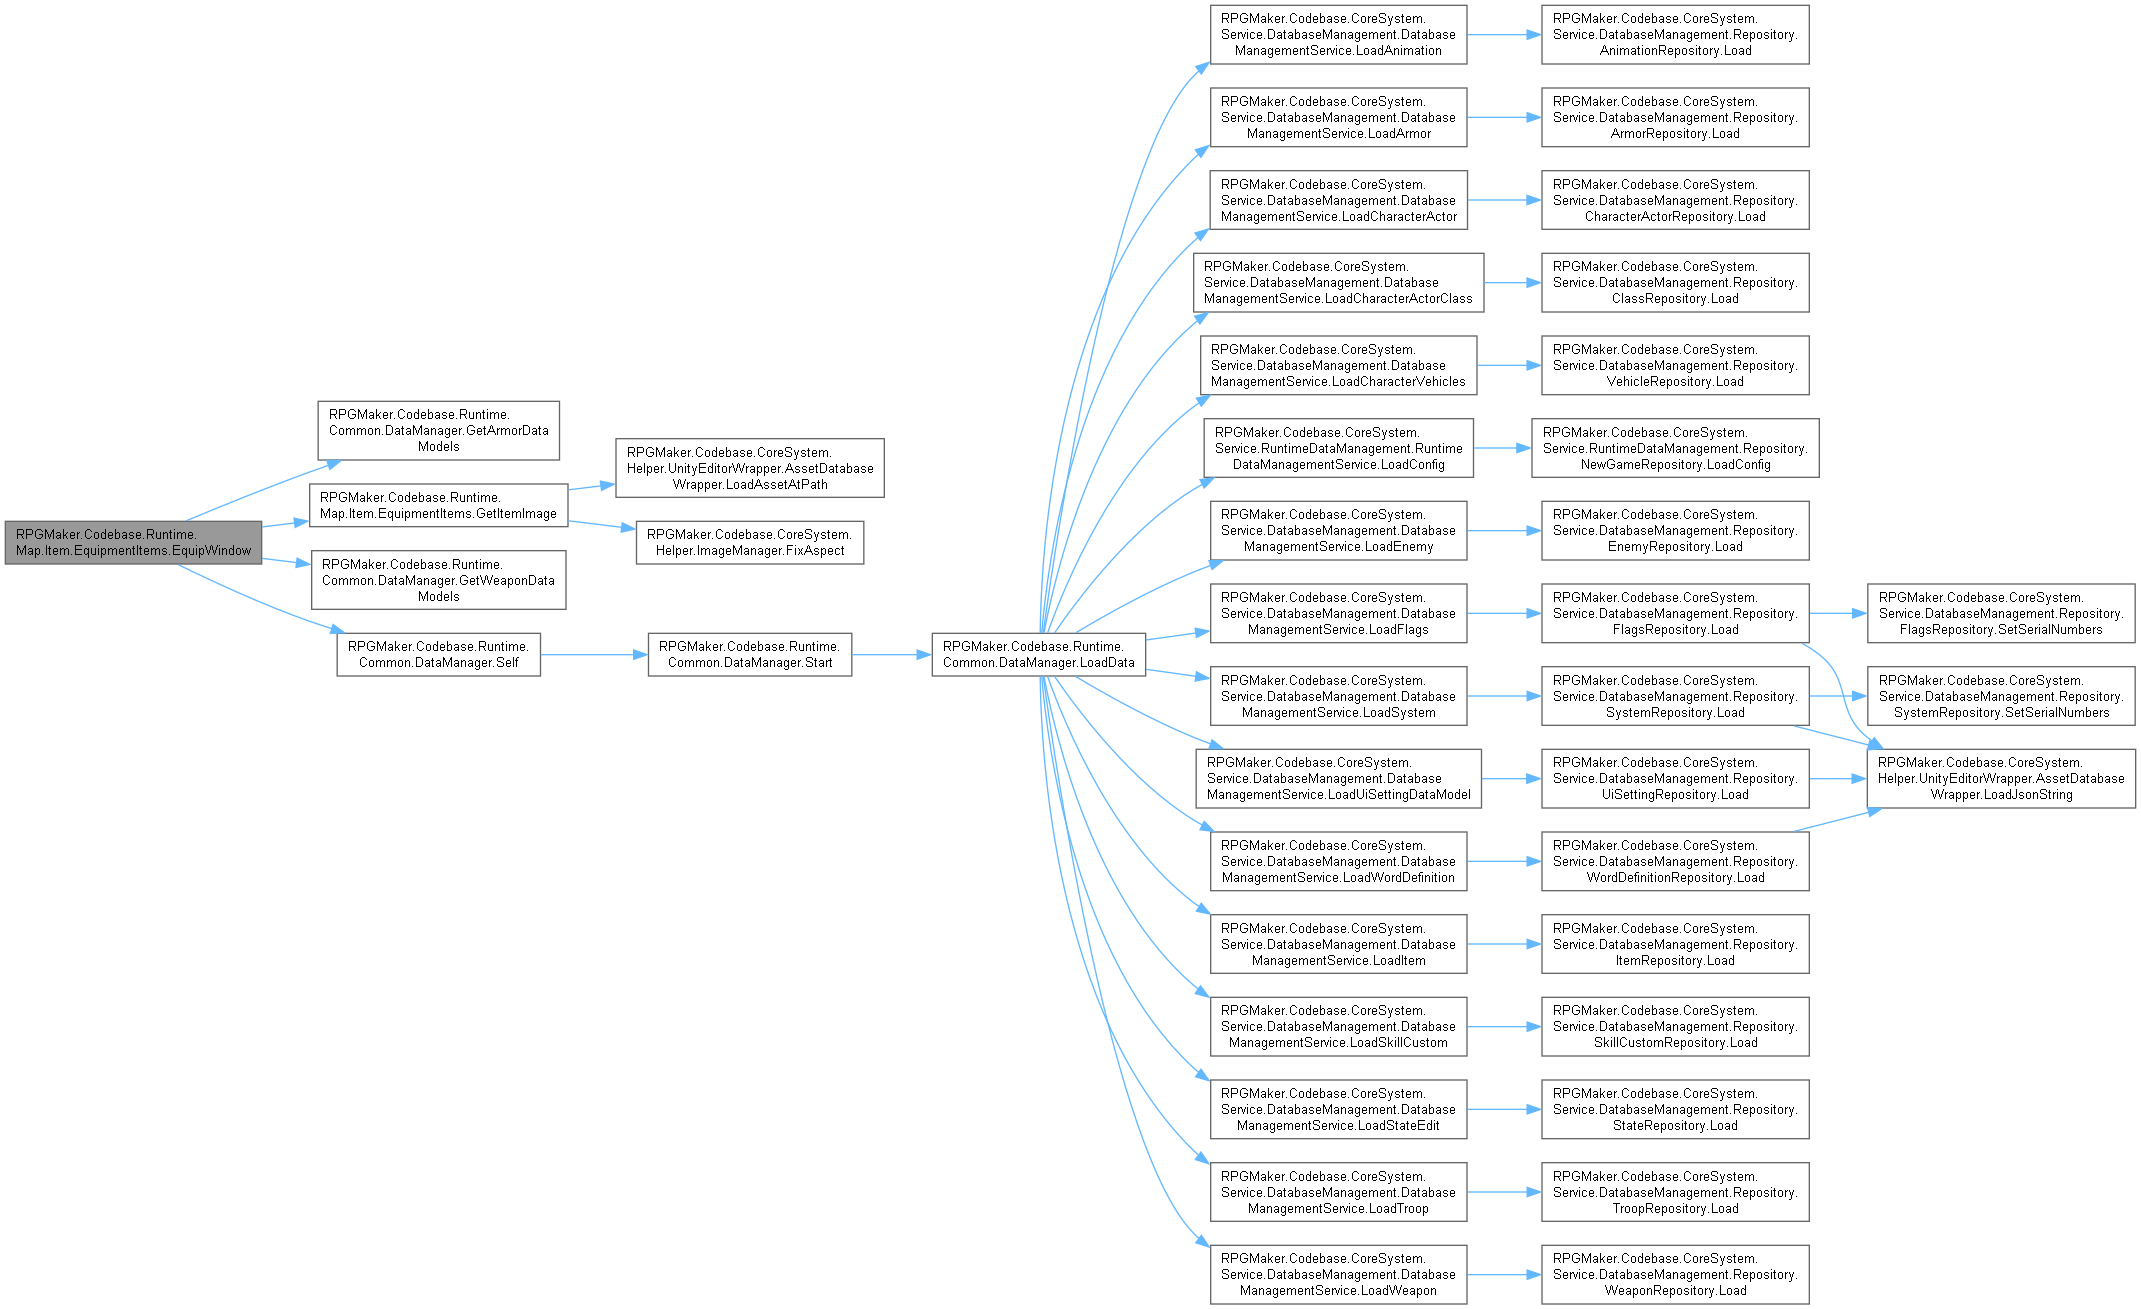 RPGMaker.Codebase.Runtime.
Map.Item.EquipmentItems.EquipWindow
RPGMaker.Codebase.Runtime.
Common.DataManager.GetArmorData
Models
RPGMaker.Codebase.Runtime.
Map.Item.EquipmentItems.GetItemImage
RPGMaker.Codebase.Runtime.
Common.DataManager.GetWeaponData
Models
RPGMaker.Codebase.Runtime.
Common.DataManager.Self
RPGMaker.Codebase.CoreSystem.
Helper.UnityEditorWrapper.AssetDatabase
Wrapper.LoadAssetAtPath
RPGMaker.Codebase.CoreSystem.
Helper.ImageManager.FixAspect
RPGMaker.Codebase.Runtime.
Common.DataManager.Start
RPGMaker.Codebase.Runtime.
Common.DataManager.LoadData
RPGMaker.Codebase.CoreSystem.
Service.DatabaseManagement.Database
ManagementService.LoadAnimation
RPGMaker.Codebase.CoreSystem.
Service.DatabaseManagement.Repository.
AnimationRepository.Load
RPGMaker.Codebase.CoreSystem.
Service.DatabaseManagement.Database
ManagementService.LoadArmor
RPGMaker.Codebase.CoreSystem.
Service.DatabaseManagement.Repository.
ArmorRepository.Load
RPGMaker.Codebase.CoreSystem.
Service.DatabaseManagement.Database
ManagementService.LoadCharacterActor
RPGMaker.Codebase.CoreSystem.
Service.DatabaseManagement.Repository.
CharacterActorRepository.Load
RPGMaker.Codebase.CoreSystem.
Service.DatabaseManagement.Database
ManagementService.LoadCharacterActorClass
RPGMaker.Codebase.CoreSystem.
Service.DatabaseManagement.Repository.
ClassRepository.Load
RPGMaker.Codebase.CoreSystem.
Service.DatabaseManagement.Database
ManagementService.LoadCharacterVehicles
RPGMaker.Codebase.CoreSystem.
Service.DatabaseManagement.Repository.
VehicleRepository.Load
RPGMaker.Codebase.CoreSystem.
Service.RuntimeDataManagement.Runtime
DataManagementService.LoadConfig
RPGMaker.Codebase.CoreSystem.
Service.RuntimeDataManagement.Repository.
NewGameRepository.LoadConfig
RPGMaker.Codebase.CoreSystem.
Service.DatabaseManagement.Database
ManagementService.LoadEnemy
RPGMaker.Codebase.CoreSystem.
Service.DatabaseManagement.Repository.
EnemyRepository.Load
RPGMaker.Codebase.CoreSystem.
Service.DatabaseManagement.Database
ManagementService.LoadFlags
RPGMaker.Codebase.CoreSystem.
Service.DatabaseManagement.Repository.
FlagsRepository.Load
RPGMaker.Codebase.CoreSystem.
Service.DatabaseManagement.Repository.
FlagsRepository.SetSerialNumbers
RPGMaker.Codebase.CoreSystem.
Service.DatabaseManagement.Database
ManagementService.LoadSystem
RPGMaker.Codebase.CoreSystem.
Service.DatabaseManagement.Repository.
SystemRepository.Load
RPGMaker.Codebase.CoreSystem.
Service.DatabaseManagement.Repository.
SystemRepository.SetSerialNumbers
RPGMaker.Codebase.CoreSystem.
Service.DatabaseManagement.Database
ManagementService.LoadUiSettingDataModel
RPGMaker.Codebase.CoreSystem.
Service.DatabaseManagement.Repository.
UiSettingRepository.Load
RPGMaker.Codebase.CoreSystem.
Helper.UnityEditorWrapper.AssetDatabase
Wrapper.LoadJsonString
RPGMaker.Codebase.CoreSystem.
Service.DatabaseManagement.Database
ManagementService.LoadWordDefinition
RPGMaker.Codebase.CoreSystem.
Service.DatabaseManagement.Repository.
WordDefinitionRepository.Load
RPGMaker.Codebase.CoreSystem.
Service.DatabaseManagement.Database
ManagementService.LoadItem
RPGMaker.Codebase.CoreSystem.
Service.DatabaseManagement.Repository.
ItemRepository.Load
RPGMaker.Codebase.CoreSystem.
Service.DatabaseManagement.Database
ManagementService.LoadSkillCustom
RPGMaker.Codebase.CoreSystem.
Service.DatabaseManagement.Repository.
SkillCustomRepository.Load
RPGMaker.Codebase.CoreSystem.
Service.DatabaseManagement.Database
ManagementService.LoadStateEdit
RPGMaker.Codebase.CoreSystem.
Service.DatabaseManagement.Repository.
StateRepository.Load
RPGMaker.Codebase.CoreSystem.
Service.DatabaseManagement.Database
ManagementService.LoadTroop
RPGMaker.Codebase.CoreSystem.
Service.DatabaseManagement.Repository.
TroopRepository.Load
RPGMaker.Codebase.CoreSystem.
Service.DatabaseManagement.Database
ManagementService.LoadWeapon
RPGMaker.Codebase.CoreSystem.
Service.DatabaseManagement.Repository.
WeaponRepository.Load